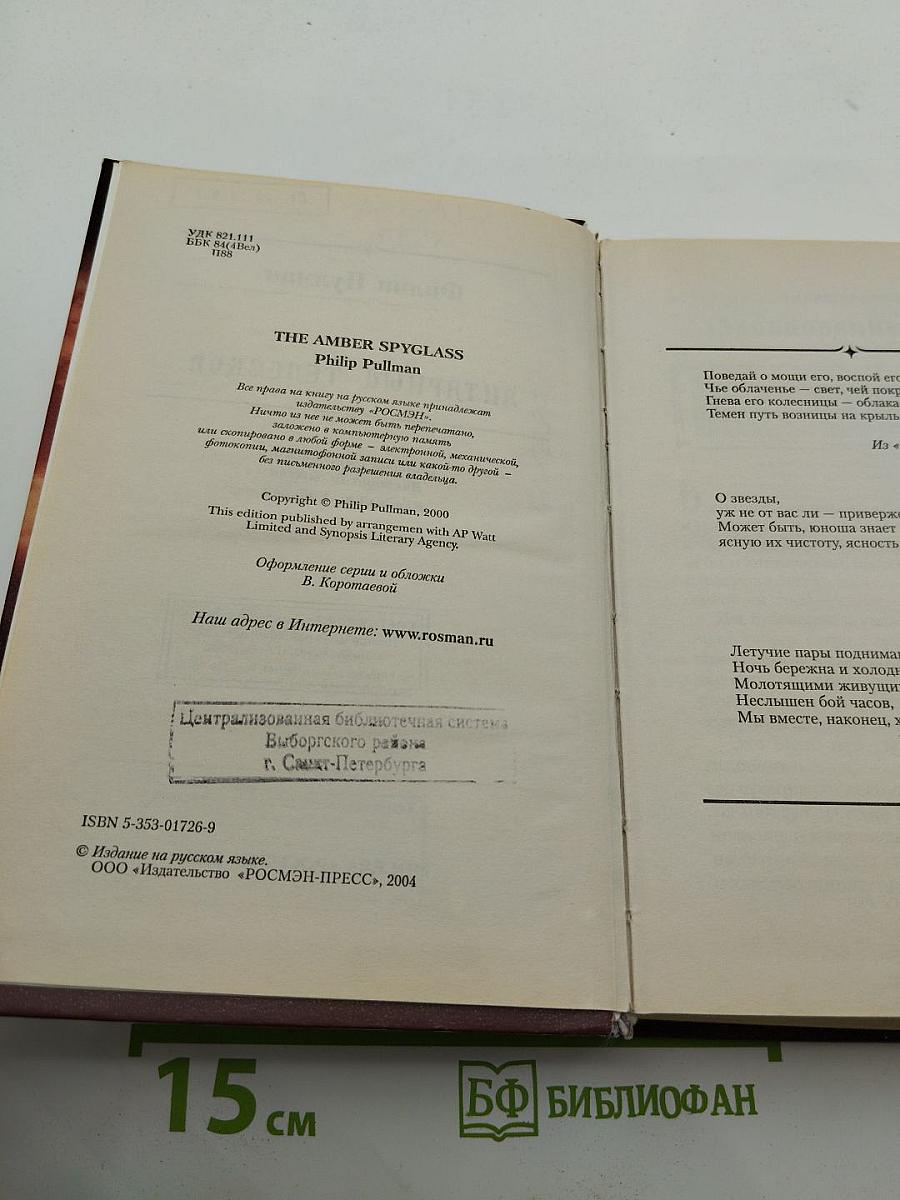 УДК 821.111
ББК 84(4Вел)
П88
THE AMBER SPYGLASS
Philip Pullman
Все права на книгу на русском языке принадлежат
издательству «РОСМЭН».
Ничто из нее не может быть перепечатано,
заложено в компьютерную память
или скопировано в любой форме — электронной, механической,
фотокопии, магнитофонной записи или какой-то другой —
без письменного разрешения владельца.
Copyright © Philip Pullman, 2000
This edition published by arrangemen with AP Watt
Limited and Synopsis Literary Agency.
Оформление серии и обложки
В. Коротаевой
Наш адрес в Интернете: www.rosman.ru
Централизованная библиотечная система
Выборгского района
г. Санкт-Петербурга
ISBN 5-353-01726-9
© Издание на русском языке.
ООО «Издательство «РОСМЭН-ПРЕСС», 2004
Поведай о мощи его, воспой его
Чье облаченье — свет, чей покр
Гнева его колесницы — облака
Темен путь возницы на крыль
Из «
О звезды,
уж не от вас ли — приверже
Может быть, юноша знает
ясную их чистоту, ясность
Летучие пары поднима
Ночь бережна и холодн
Молотящими живущи
Неслышен бой часов,
Мы вместе, наконец, х
15 см
БФ БИБЛИОФАН